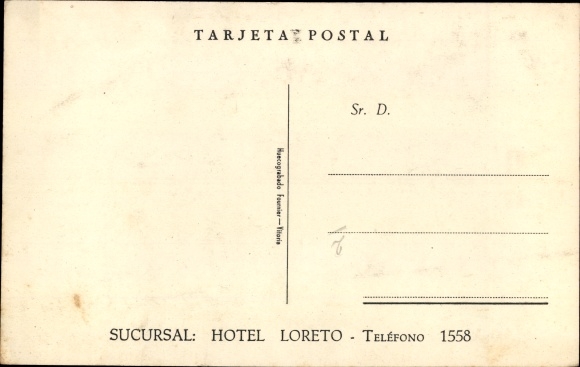 TARJETA POSTAL
Sr. D.
Huecograbado Fournier—Vitoria
SUCURSAL: HOTEL LORETO - TELÉFONO 1558